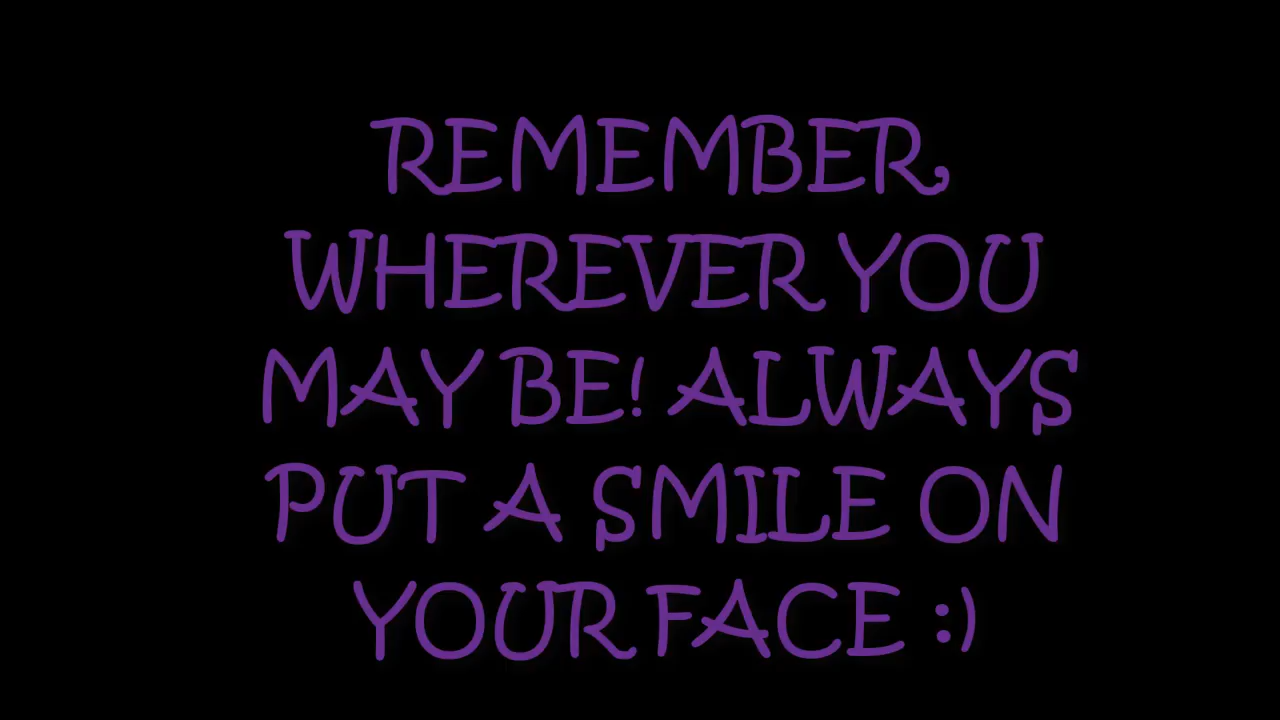 REMEMBER,
WHEREVER YOU
MAY BE! ALWAYS
PUT A SMILE ON
YOUR FACE :)